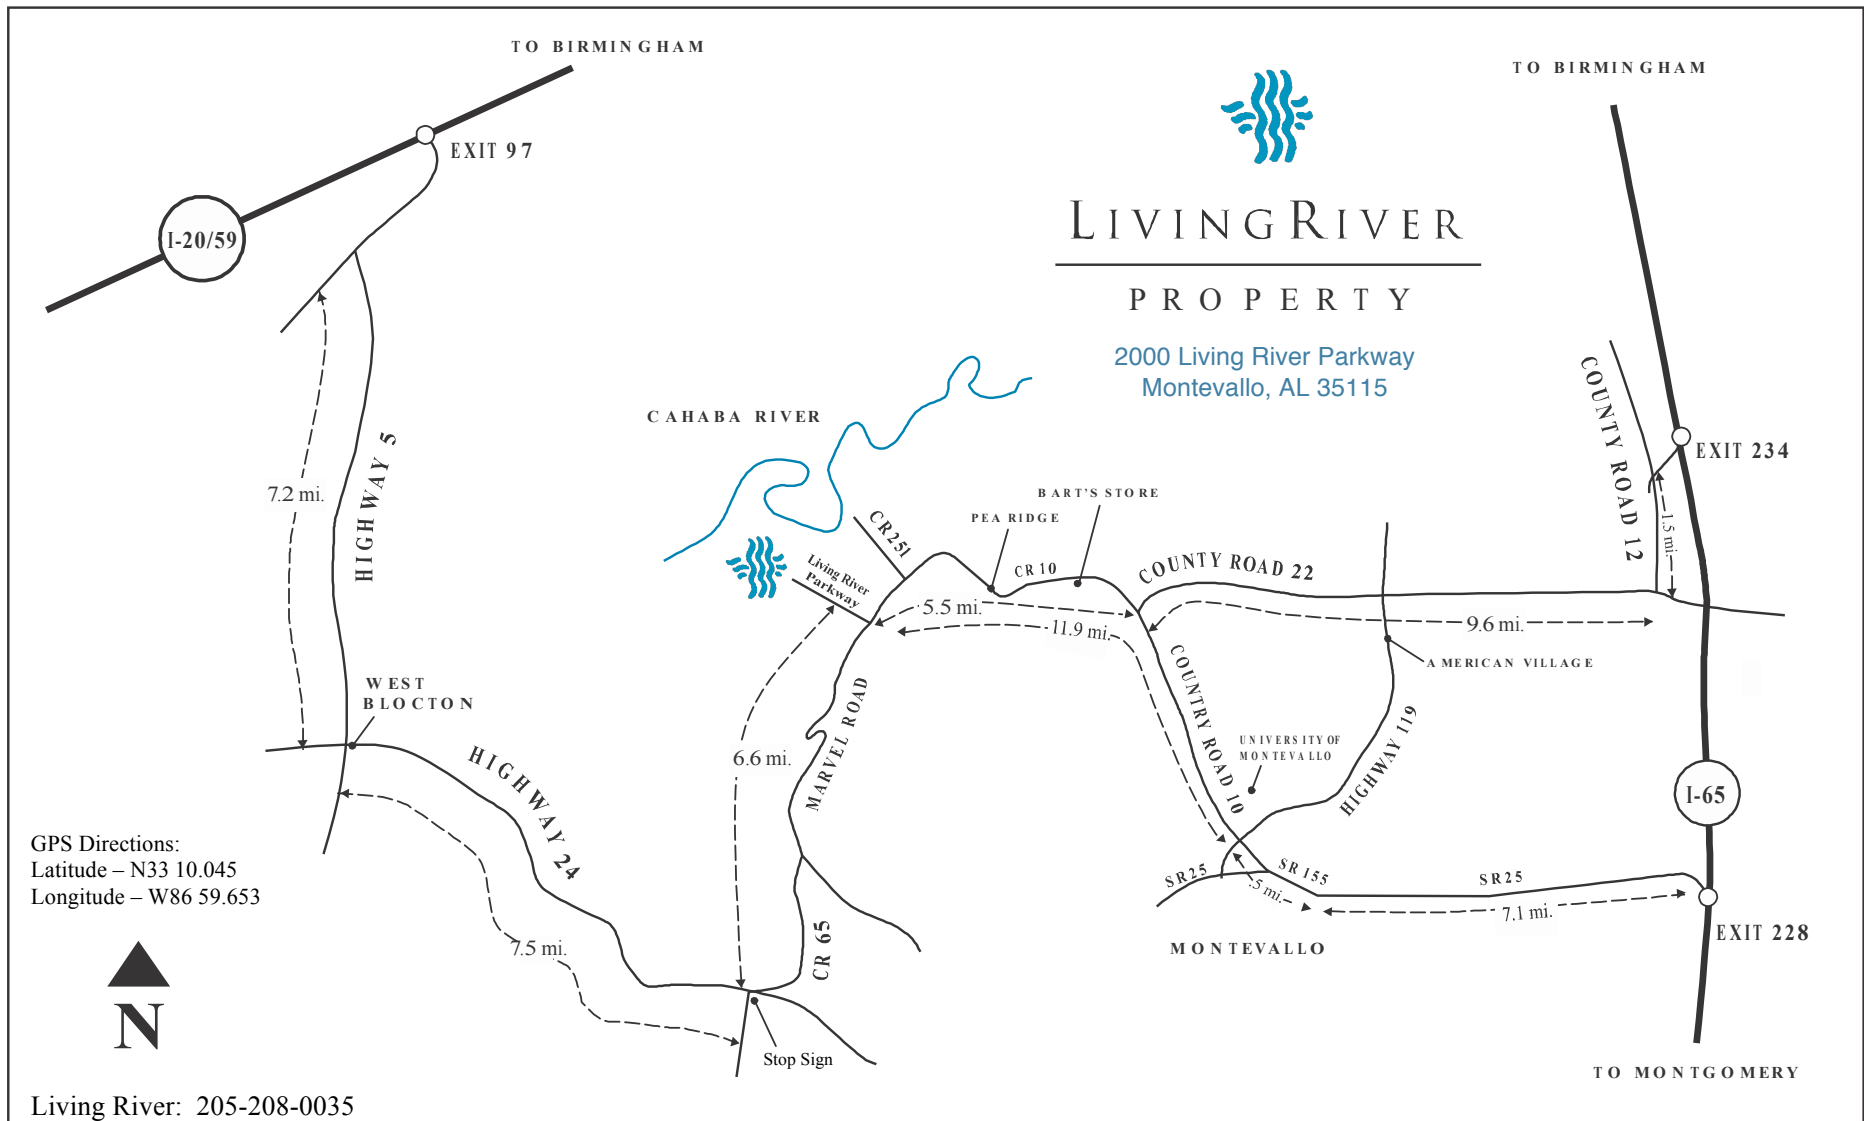 TO BIRMINGHAM
TO BIRMINGHAM
EXIT 97
I-20/59
LIVING RIVER
PROPERTY
2000 Living River Parkway
Montevallo, AL 35115
COUNTY ROAD 12
CAHABA RIVER
HIGHWAY 5
EXIT 234
7.2 mi.
BART'S STORE
PEA RIDGE
CR251
1.5 mi.
Living River
Parkway
CR 10
COUNTY ROAD 22
5.5 mi.
11.9 mi.
9.6 mi.
AMERICAN VILLAGE
WEST
BLOCTON
MARVEL ROAD
COUNTRY ROAD 10
UNIVERSITY OF
MONTEVALLO
HIGHWAY 119
6.6 mi.
HIGHWAY 24
I-65
GPS Directions:
Latitude – N33 10.045
Longitude – W86 59.653
SR25
.5 mi.
SR155
SR25
7.1 mi.
7.5 mi.
CR 65
MONTEVALLO
EXIT 228
N
Stop Sign
TO MONTGOMERY
Living River: 205-208-0035